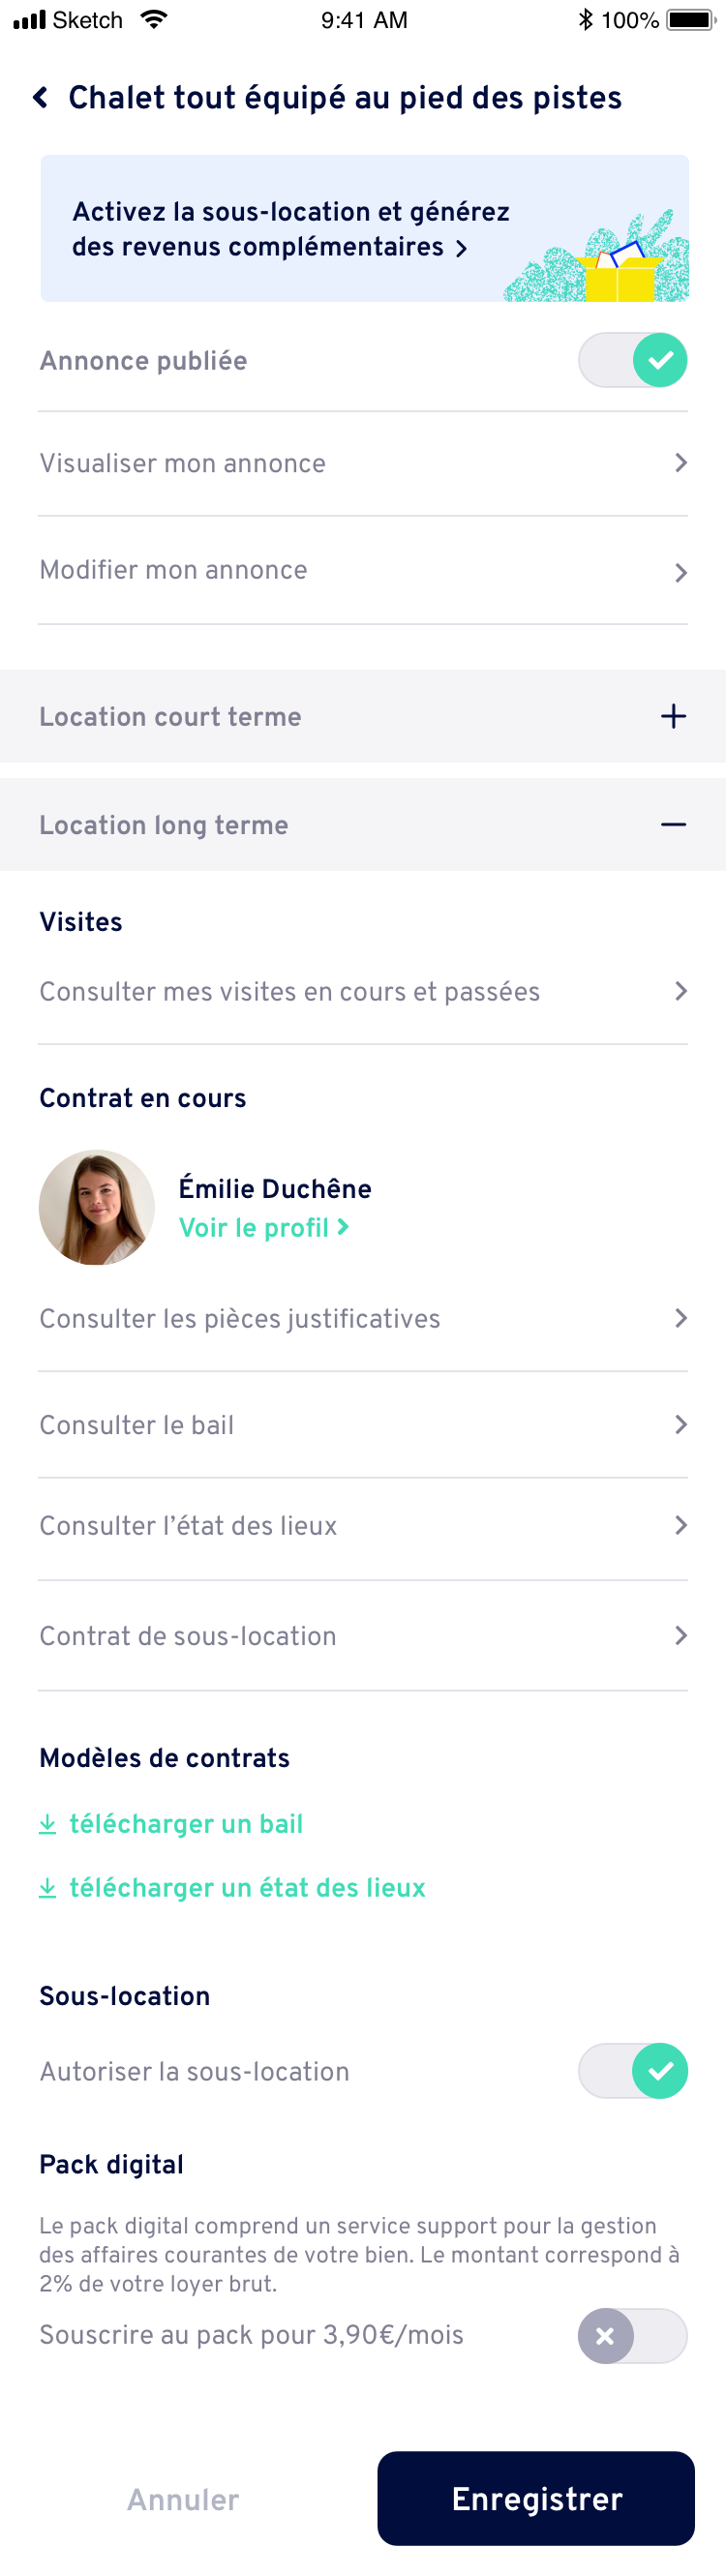 Sketch 9:41 AM 100%
Chalet tout équipé au pied des pistes
Activez la sous-location et générez
des revenus complémentaires
Annonce publiée
Visualiser mon annonce
Modifier mon annonce
Location court terme
Location long terme
Visites
Consulter mes visites en cours et passées
Contrat en cours
Émilie Duchêne
Voir le profil
Consulter les pièces justificatives
Consulter le bail
Consulter l’état des lieux
Contrat de sous-location
Modèles de contrats
télécharger un bail
télécharger un état des lieux
Sous-location
Autoriser la sous-location
Pack digital
Le pack digital comprend un service support pour la gestion
des affaires courantes de votre bien. Le montant correspond à
2% de votre loyer brut.
Souscrire au pack pour 3,90€/mois
Annuler
Enregistrer